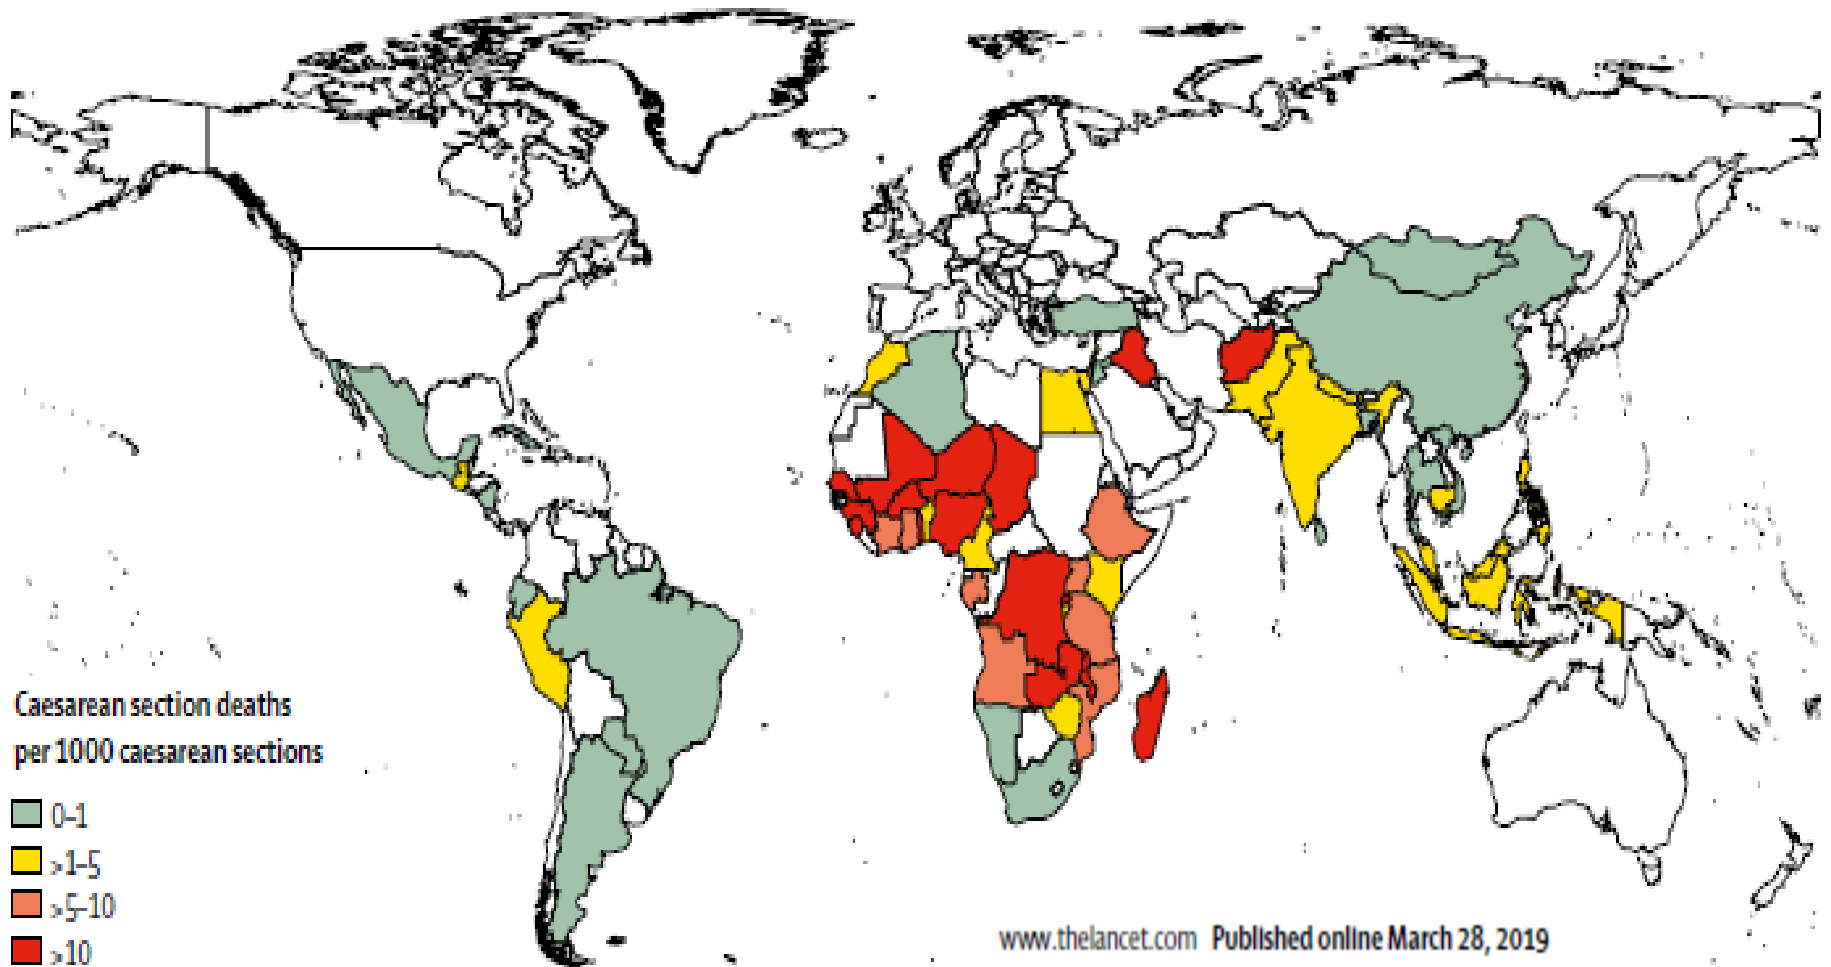 Caesarean section deaths
per 1000 caesarean sections
0–1
>1–5
>5–10
>10
www.thelancet.com Published online March 28, 2019